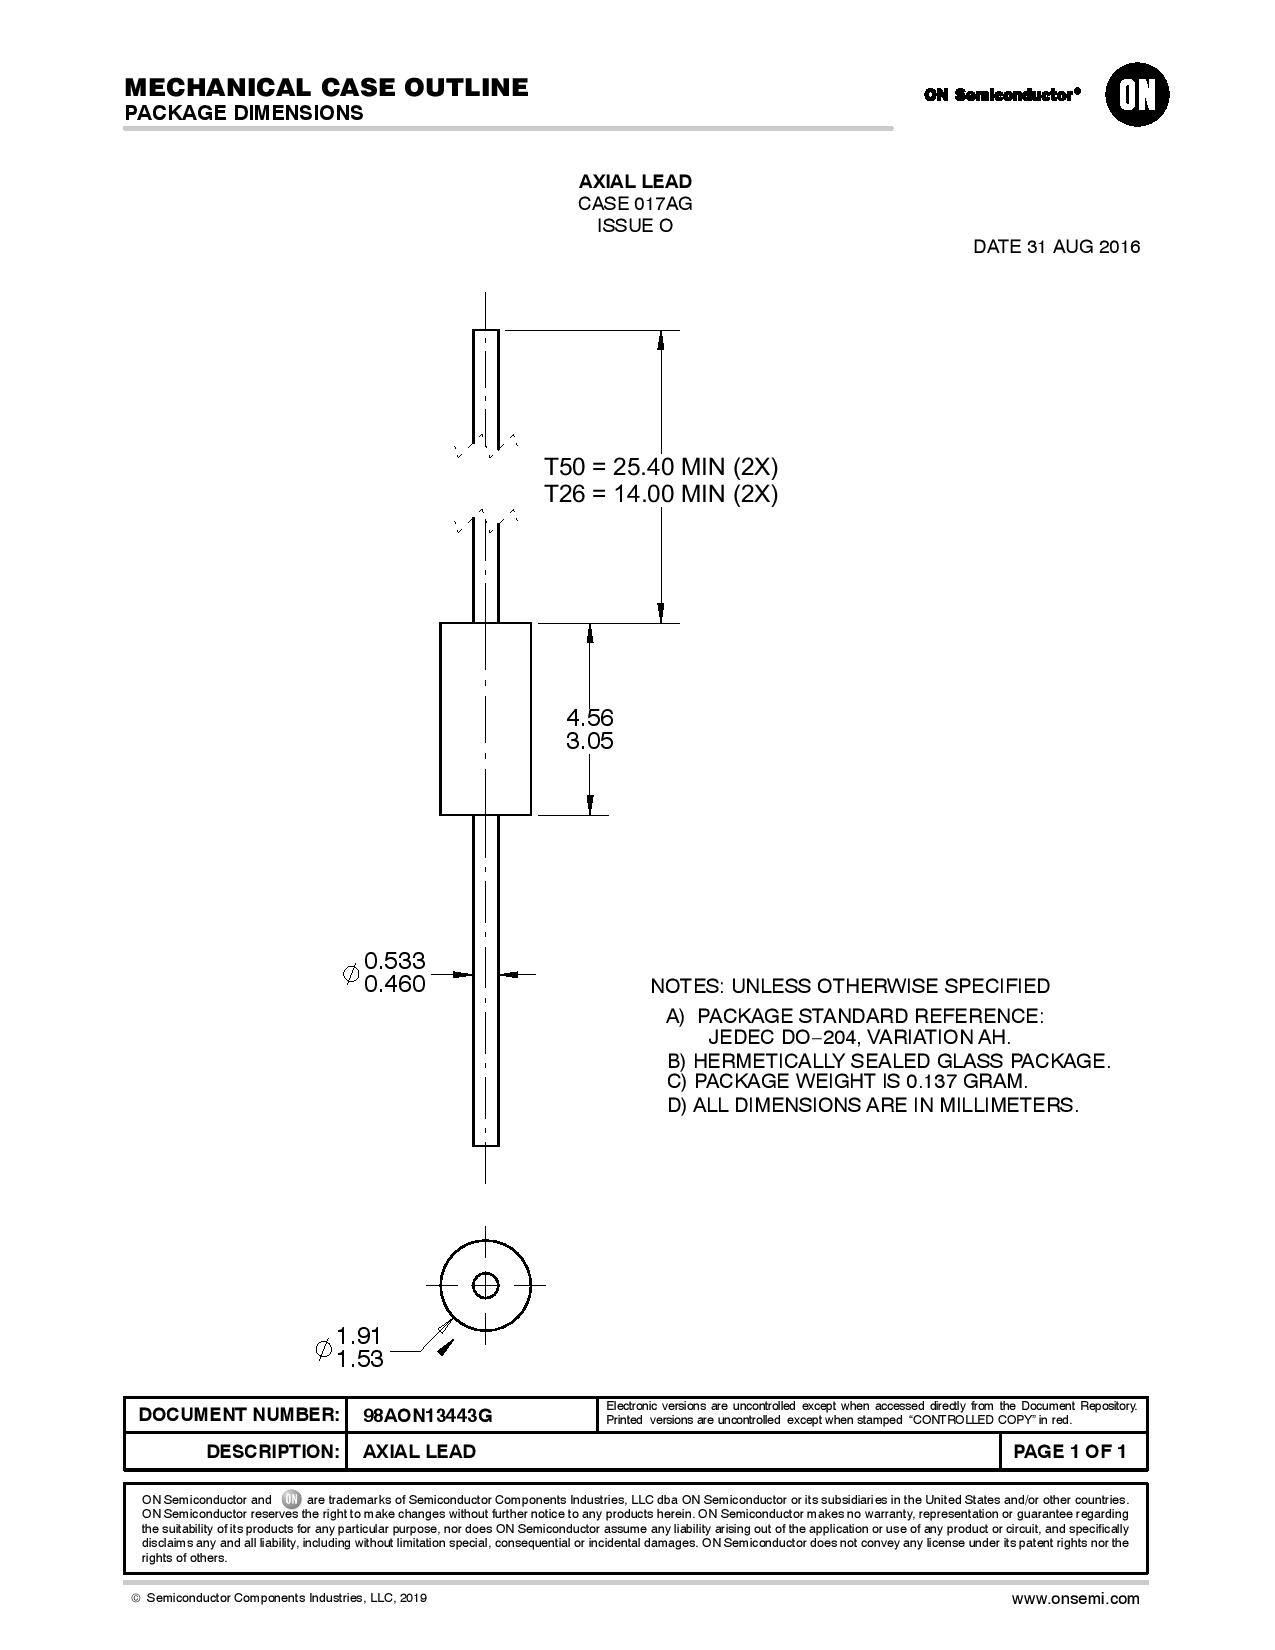 MECHANICAL CASE OUTLINE
PACKAGE DIMENSIONS
ON Semiconductor®
ON
AXIAL LEAD
CASE 017AG
ISSUE O
DATE 31 AUG 2016
T50 = 25.40 MIN (2X)
T26 = 14.00 MIN (2X)
4.56
3.05
⌀ 0.533
0.460
NOTES: UNLESS OTHERWISE SPECIFIED
A) PACKAGE STANDARD REFERENCE:
JEDEC DO−204, VARIATION AH.
B) HERMETICALLY SEALED GLASS PACKAGE.
C) PACKAGE WEIGHT IS 0.137 GRAM.
D) ALL DIMENSIONS ARE IN MILLIMETERS.
⌀ 1.91
1.53
DOCUMENT NUMBER: 98AON13443G
Electronic versions are uncontrolled except when accessed directly from the Document Repository.
Printed versions are uncontrolled except when stamped “CONTROLLED COPY” in red.
DESCRIPTION: AXIAL LEAD PAGE 1 OF 1
ON Semiconductor and ON are trademarks of Semiconductor Components Industries, LLC dba ON Semiconductor or its subsidiaries in the United States and/or other countries.
ON Semiconductor reserves the right to make changes without further notice to any products herein. ON Semiconductor makes no warranty, representation or guarantee regarding
the suitability of its products for any particular purpose, nor does ON Semiconductor assume any liability arising out of the application or use of any product or circuit, and specifically
disclaims any and all liability, including without limitation special, consequential or incidental damages. ON Semiconductor does not convey any license under its patent rights nor the
rights of others.
© Semiconductor Components Industries, LLC, 2019
www.onsemi.com